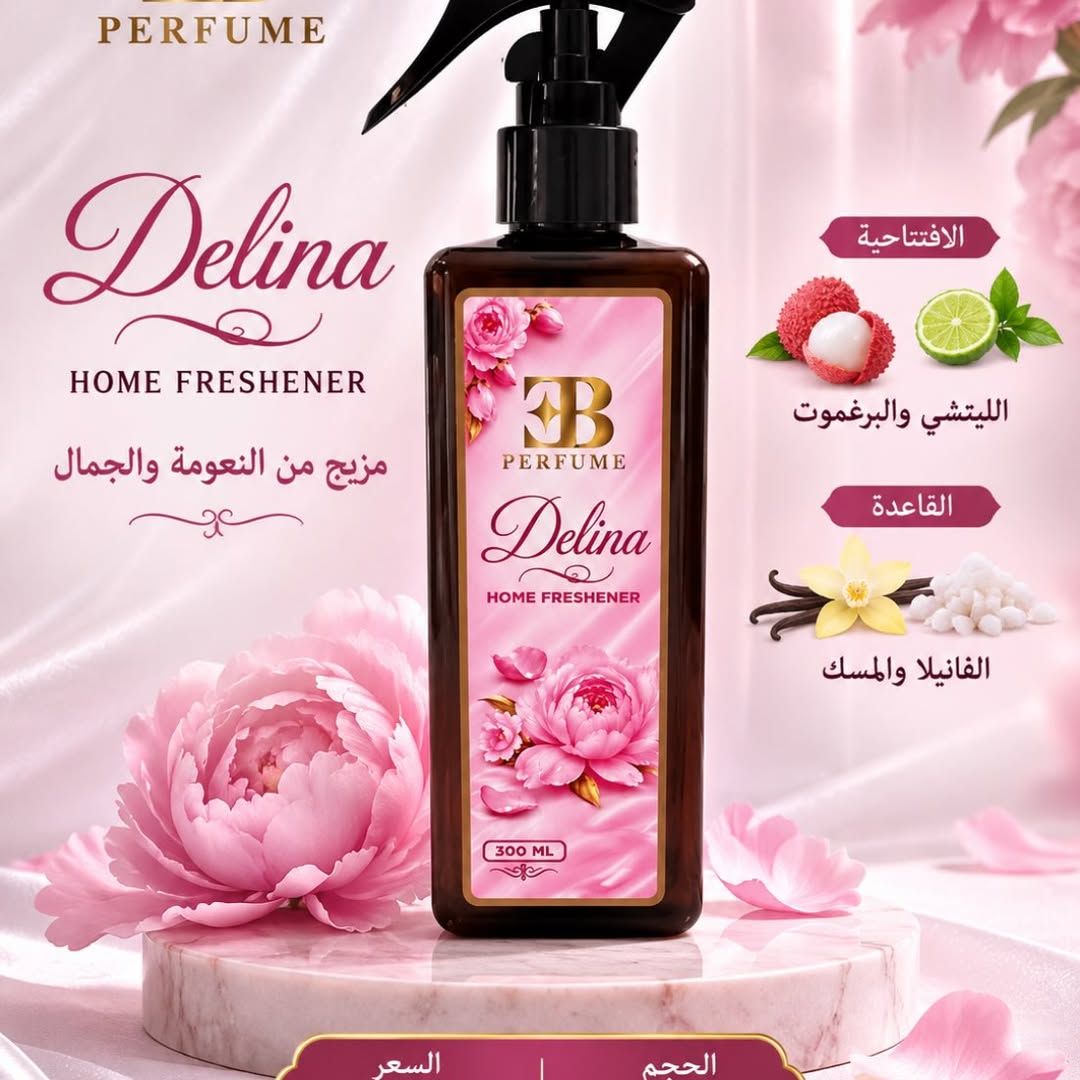 PERFUME
Delina
HOME FRESHENER
مزيج من النعومة والجمال
EB
PERFUME
Delina
HOME FRESHENER
300 ML
الافتتاحية
الليتشي والبرغموت
القاعدة
الفانيلا والمسك
الحجم
السعر